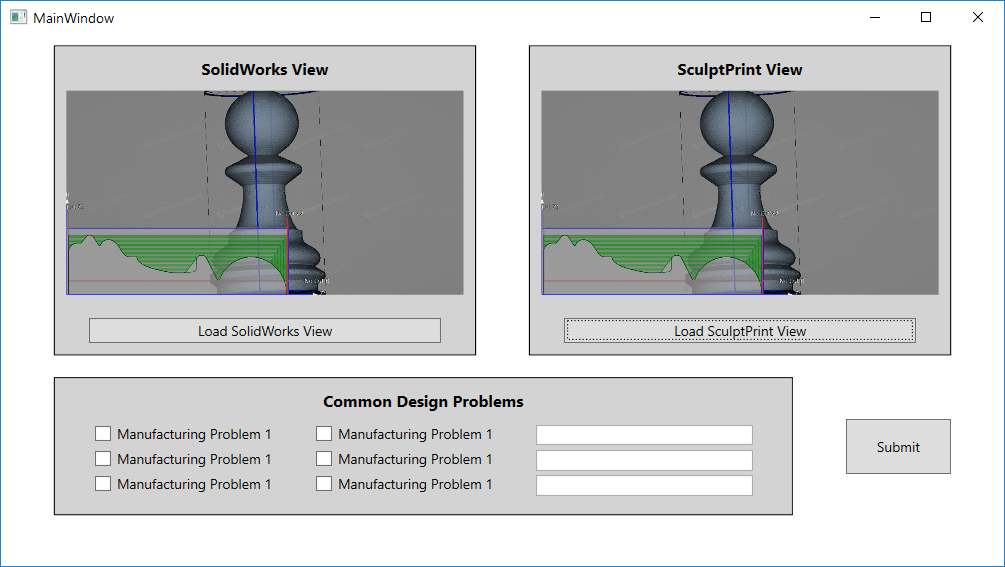 MainWindow
SolidWorks View
SculptPrint View
Load SolidWorks View
Load SculptPrint View
Common Design Problems
Manufacturing Problem 1
Manufacturing Problem 1
Manufacturing Problem 1
Manufacturing Problem 1
Manufacturing Problem 1
Manufacturing Problem 1
Submit